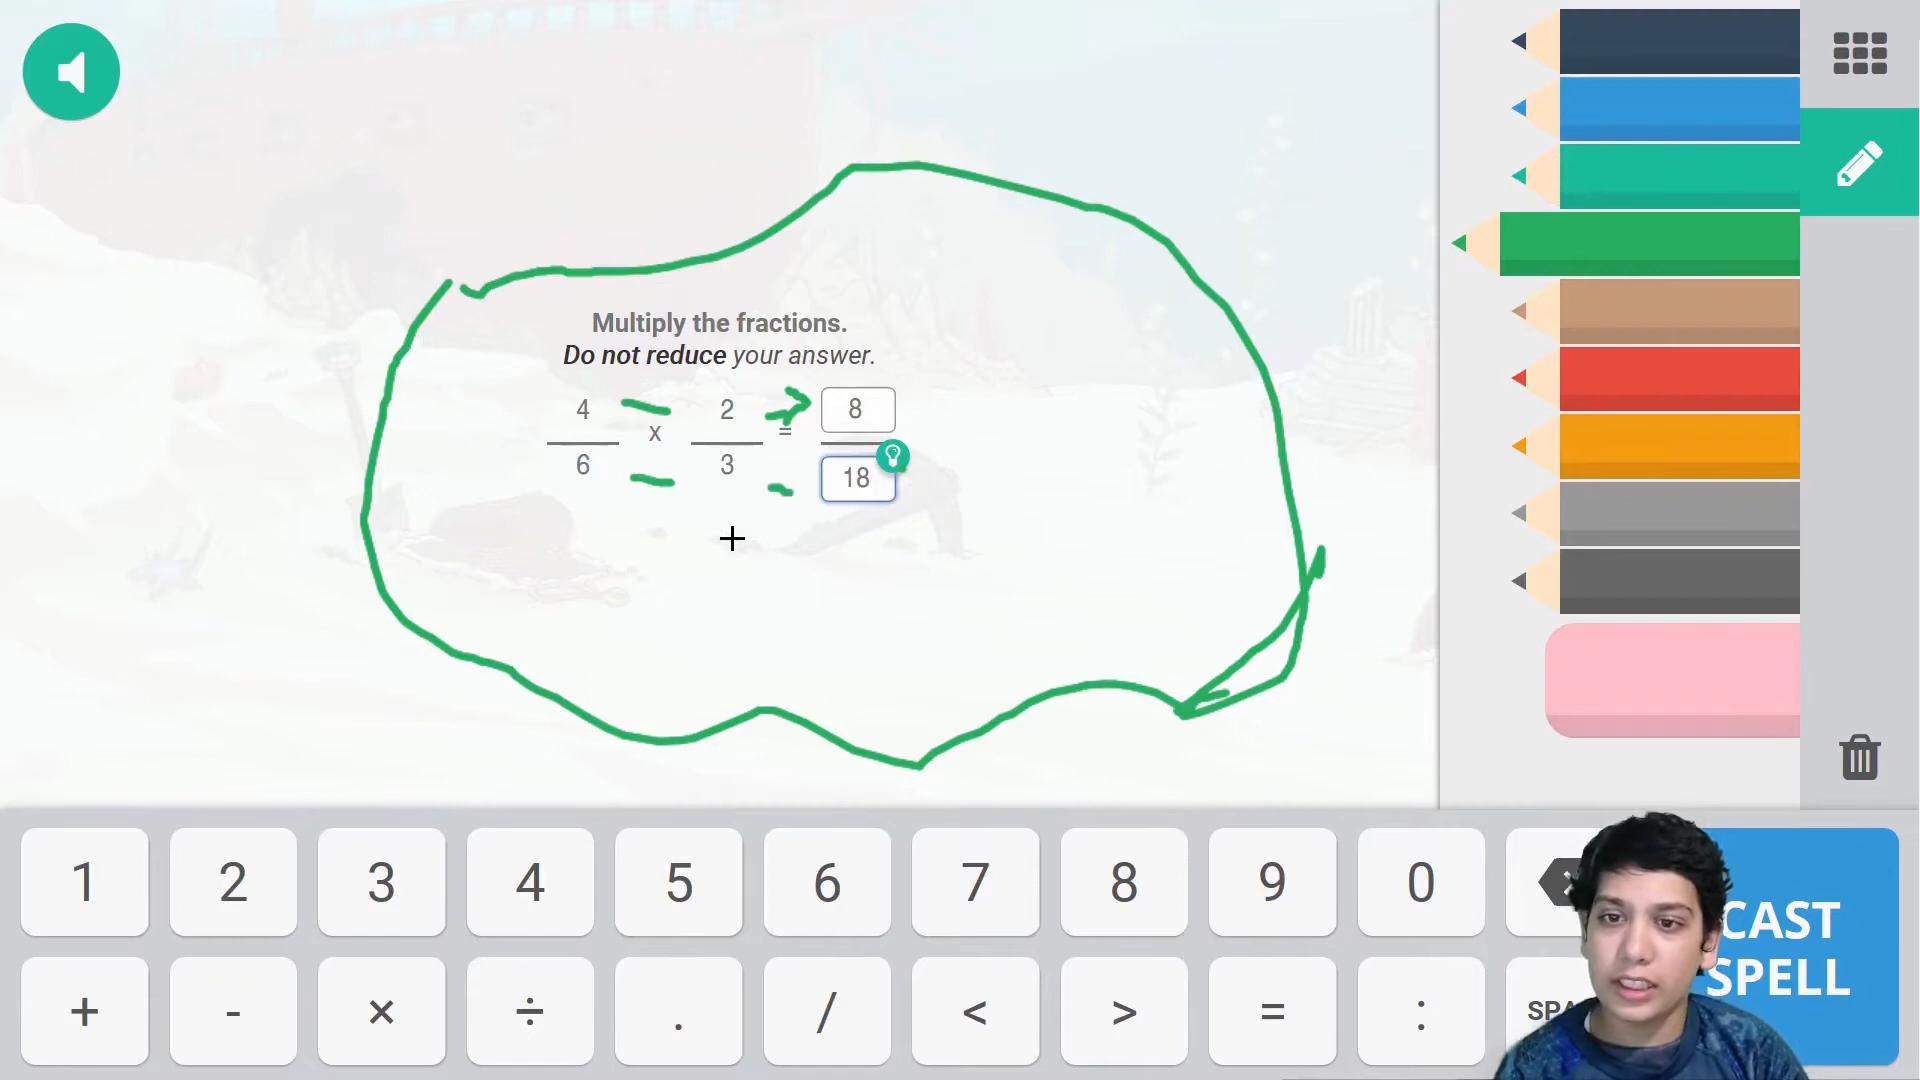 Multiply the fractions.
Do not reduce your answer.
4 x 2 = 8
6 3 18
1 2 3 4 5 6 7 8 9 0
CAST
SPELL
+ - × ÷ . / < > = :